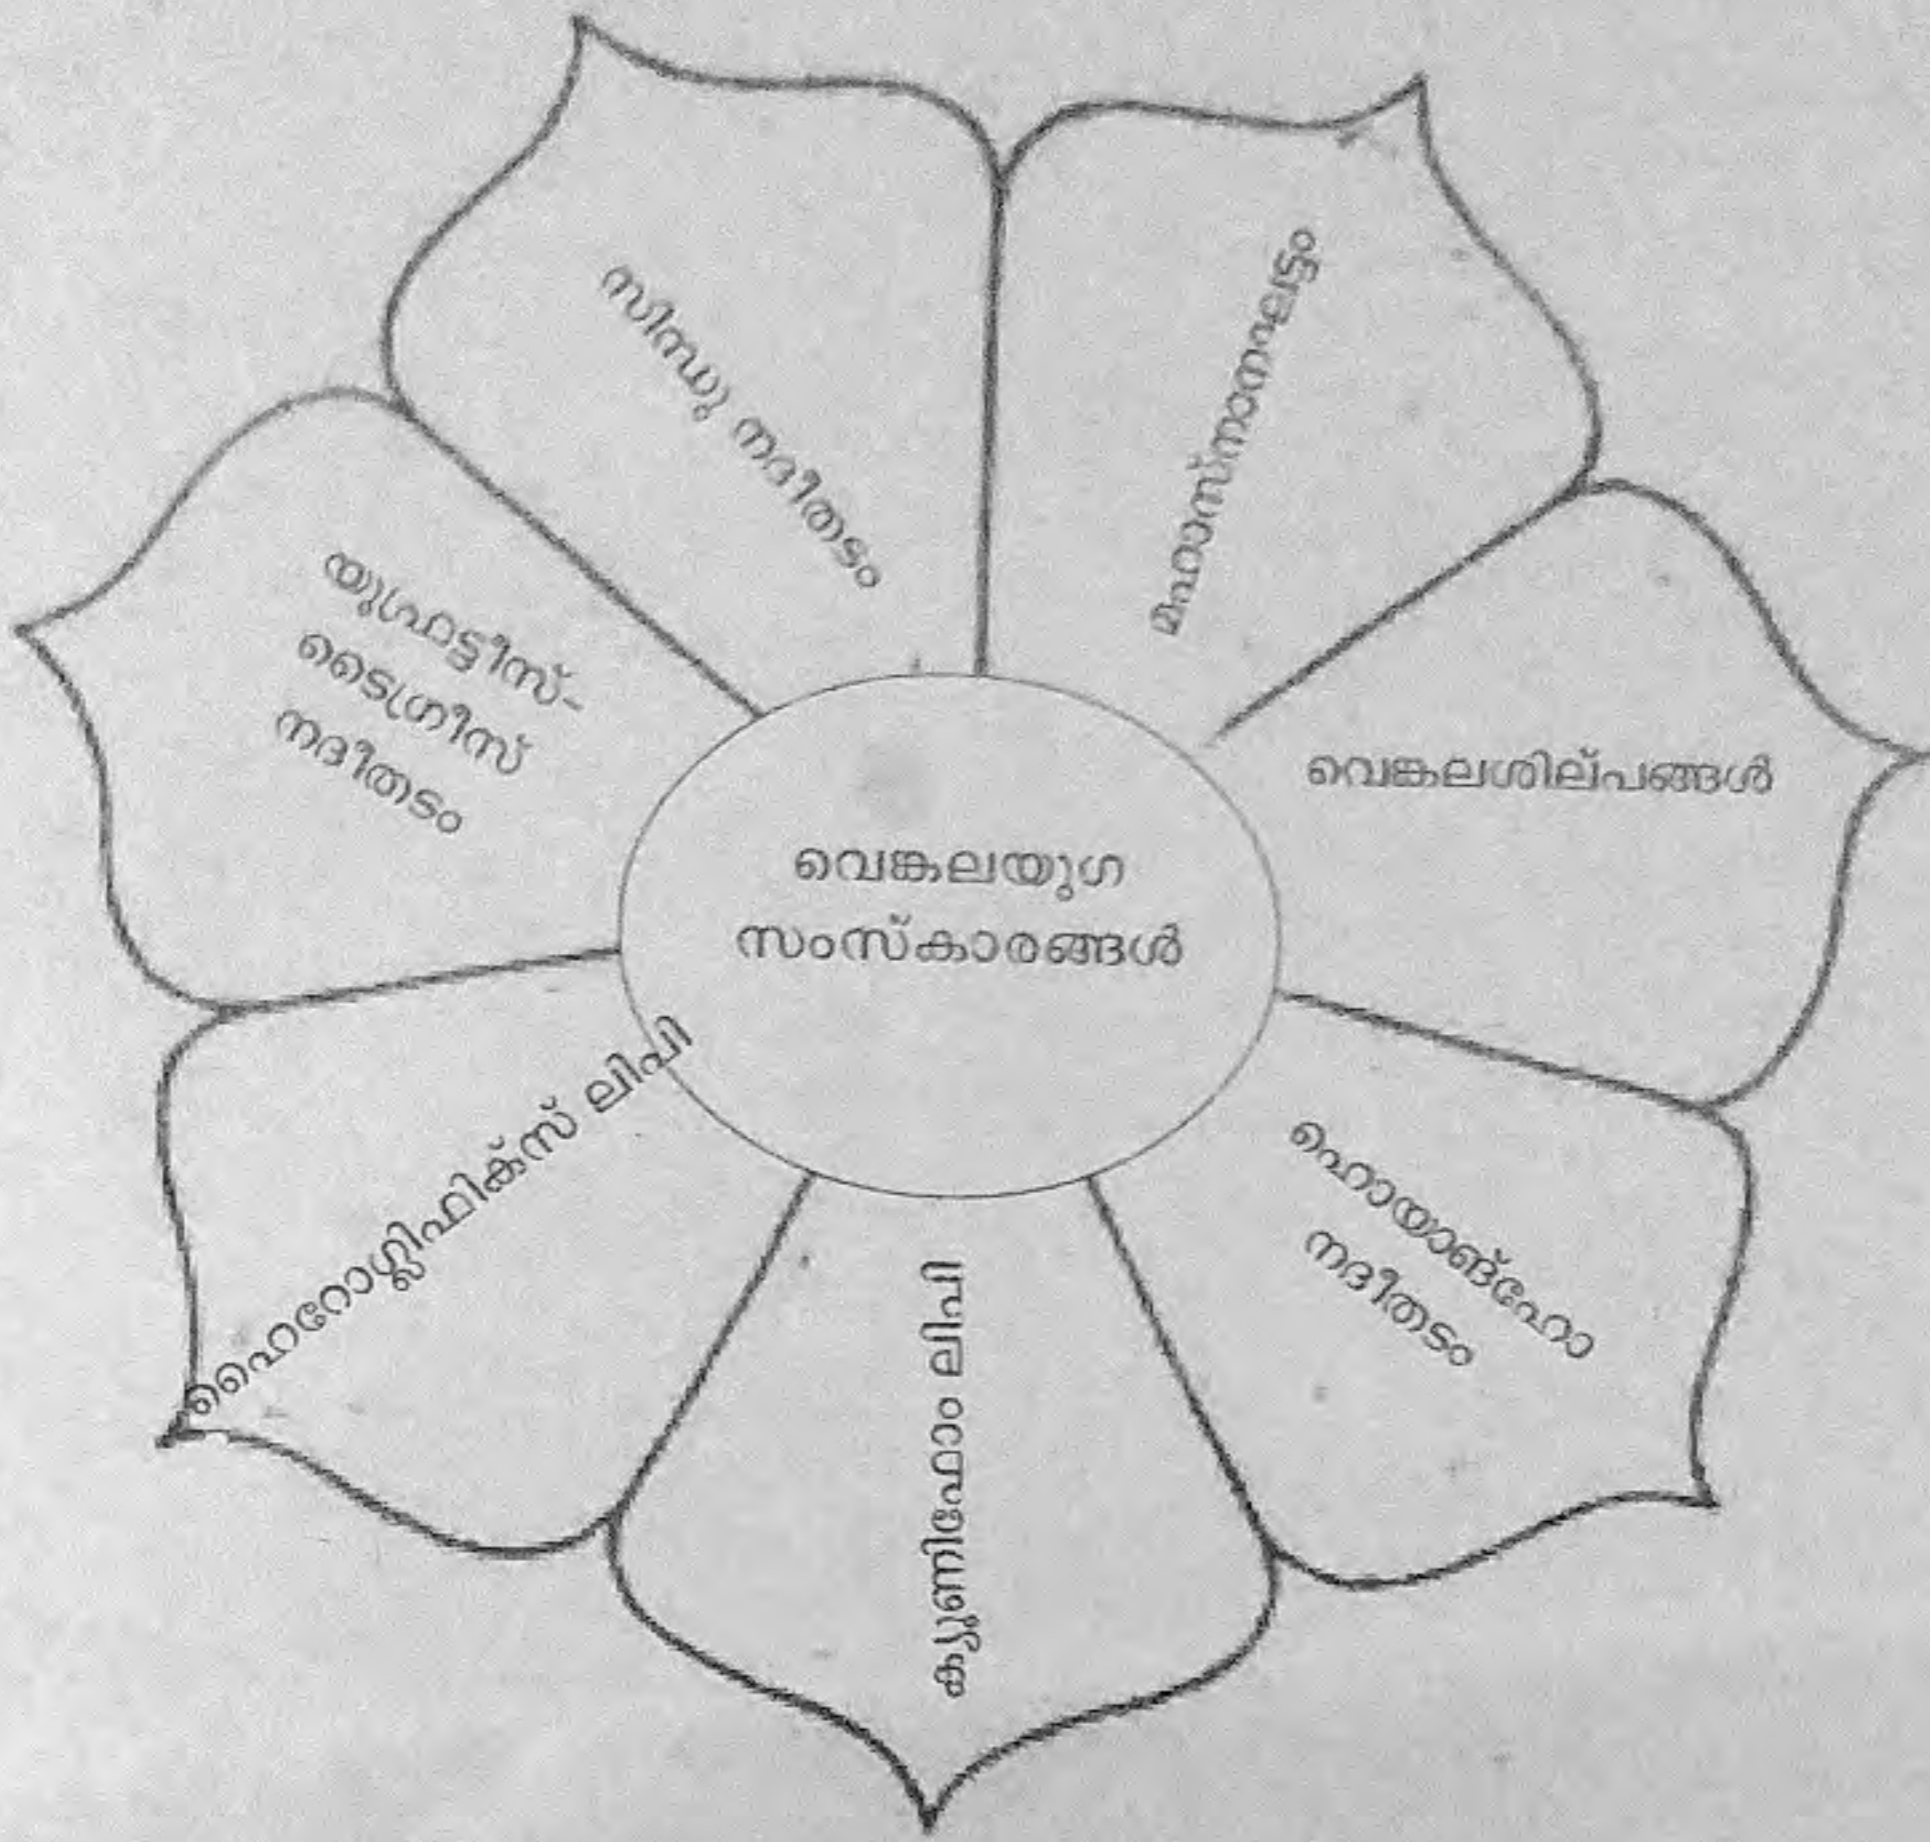 സിന്ധു നദീതടം
മഹാസ്നാനഘട്ടം
യുഫ്രട്ടീസ്-
ടൈഗ്രീസ്
നദീതടം
വെങ്കലശില്പങ്ങൾ
വെങ്കലയുഗ
സംസ്കാരങ്ങൾ
ഹൈറോഗ്ലിഫിക്സ് ലിപി
ക്യുണിഫോം ലിപി
ഹൊയാങ്ഹോ
നദീതടം